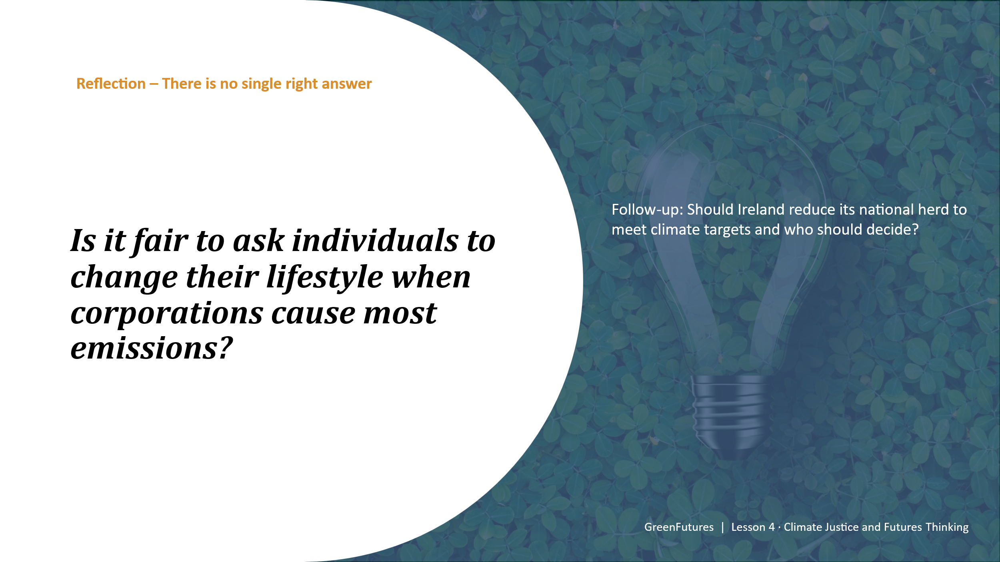 Reflection – There is no single right answer
Is it fair to ask individuals to
change their lifestyle when
corporations cause most
emissions?
Follow-up: Should Ireland reduce its national herd to
meet climate targets and who should decide?
GreenFutures | Lesson 4 · Climate Justice and Futures Thinking